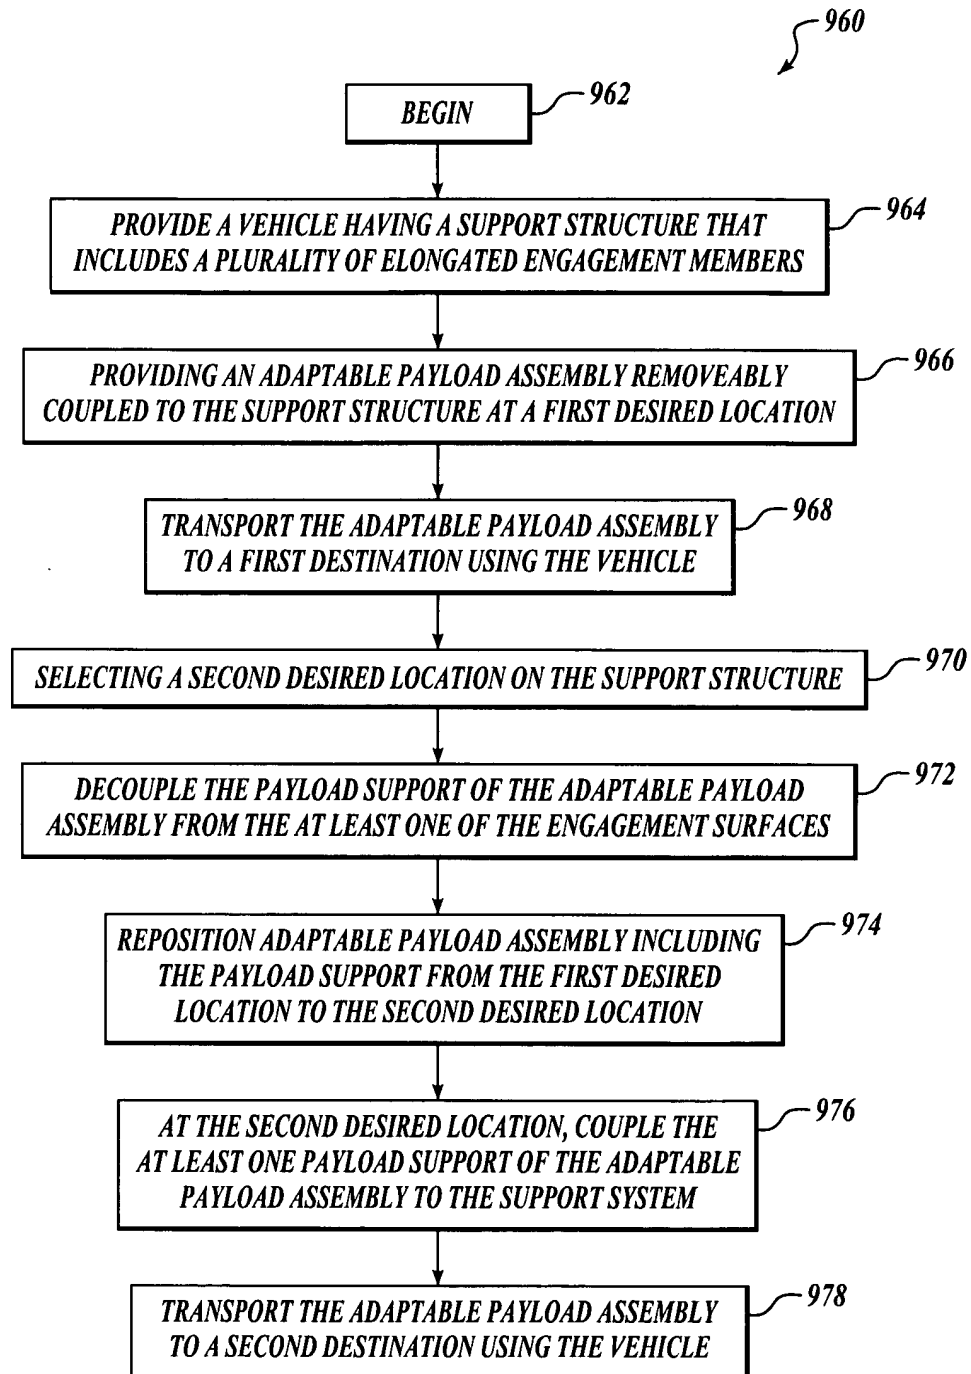 960
BEGIN
962
PROVIDE A VEHICLE HAVING A SUPPORT STRUCTURE THAT
INCLUDES A PLURALITY OF ELONGATED ENGAGEMENT MEMBERS
964
PROVIDING AN ADAPTABLE PAYLOAD ASSEMBLY REMOVEABLY
COUPLED TO THE SUPPORT STRUCTURE AT A FIRST DESIRED LOCATION
966
TRANSPORT THE ADAPTABLE PAYLOAD ASSEMBLY
TO A FIRST DESTINATION USING THE VEHICLE
968
SELECTING A SECOND DESIRED LOCATION ON THE SUPPORT STRUCTURE
970
DECOUPLE THE PAYLOAD SUPPORT OF THE ADAPTABLE PAYLOAD
ASSEMBLY FROM THE AT LEAST ONE OF THE ENGAGEMENT SURFACES
972
REPOSITION ADAPTABLE PAYLOAD ASSEMBLY INCLUDING
THE PAYLOAD SUPPORT FROM THE FIRST DESIRED
LOCATION TO THE SECOND DESIRED LOCATION
974
AT THE SECOND DESIRED LOCATION, COUPLE THE
AT LEAST ONE PAYLOAD SUPPORT OF THE ADAPTABLE
PAYLOAD ASSEMBLY TO THE SUPPORT SYSTEM
976
TRANSPORT THE ADAPTABLE PAYLOAD ASSEMBLY
TO A SECOND DESTINATION USING THE VEHICLE
978